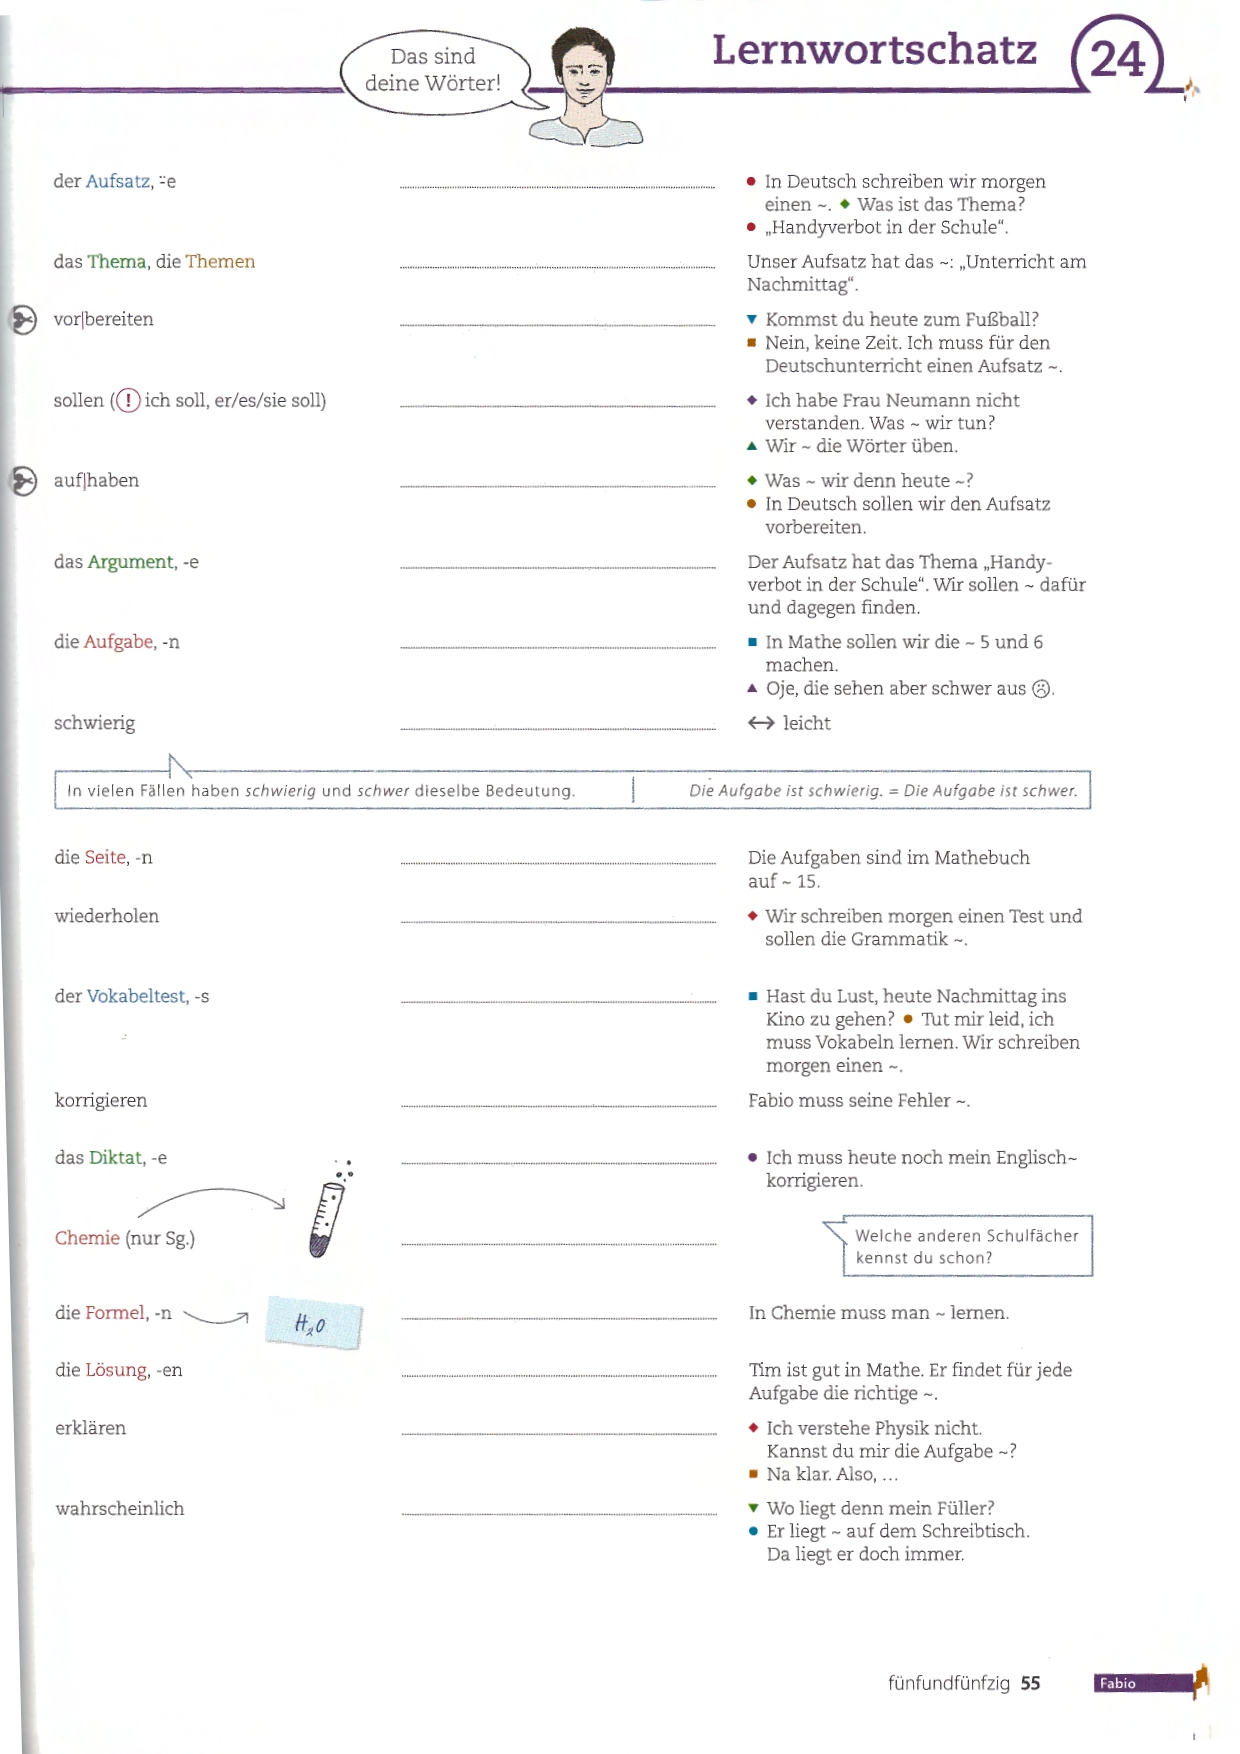 Das sind
deine Wörter!
Lernwortschatz 24
der Aufsatz, ⸚e
• In Deutsch schreiben wir morgen
einen ~. ◆ Was ist das Thema?
• „Handyverbot in der Schule“.
das Thema, die Themen
Unser Aufsatz hat das ~: „Unterricht am
Nachmittag“.
vor|bereiten
▼ Kommst du heute zum Fußball?
■ Nein, keine Zeit. Ich muss für den
Deutschunterricht einen Aufsatz ~.
sollen (! ich soll, er/es/sie soll)
◆ Ich habe Frau Neumann nicht
verstanden. Was ~ wir tun?
▲ Wir ~ die Wörter üben.
auf|haben
◆ Was ~ wir denn heute ~?
• In Deutsch sollen wir den Aufsatz
vorbereiten.
das Argument, -e
Der Aufsatz hat das Thema „Handy-
verbot in der Schule“. Wir sollen ~ dafür
und dagegen finden.
die Aufgabe, -n
■ In Mathe sollen wir die ~ 5 und 6
machen.
▲ Oje, die sehen aber schwer aus ☹.
schwierig
↔ leicht
In vielen Fällen haben schwierig und schwer dieselbe Bedeutung. | Die Aufgabe ist schwierig. = Die Aufgabe ist schwer.
die Seite, -n
Die Aufgaben sind im Mathebuch
auf ~ 15.
wiederholen
◆ Wir schreiben morgen einen Test und
sollen die Grammatik ~.
der Vokabeltest, -s
■ Hast du Lust, heute Nachmittag ins
Kino zu gehen? • Tut mir leid, ich
muss Vokabeln lernen. Wir schreiben
morgen einen ~.
korrigieren
Fabio muss seine Fehler ~.
das Diktat, -e
• Ich muss heute noch mein Englisch~
korrigieren.
Chemie (nur Sg.)
Welche anderen Schulfächer
kennst du schon?
die Formel, -n
H₂O
In Chemie muss man ~ lernen.
die Lösung, -en
Tim ist gut in Mathe. Er findet für jede
Aufgabe die richtige ~.
erklären
◆ Ich verstehe Physik nicht.
Kannst du mir die Aufgabe ~?
■ Na klar. Also, …
wahrscheinlich
▼ Wo liegt denn mein Füller?
• Er liegt ~ auf dem Schreibtisch.
Da liegt er doch immer.
fünfundfünfzig 55
Fabio